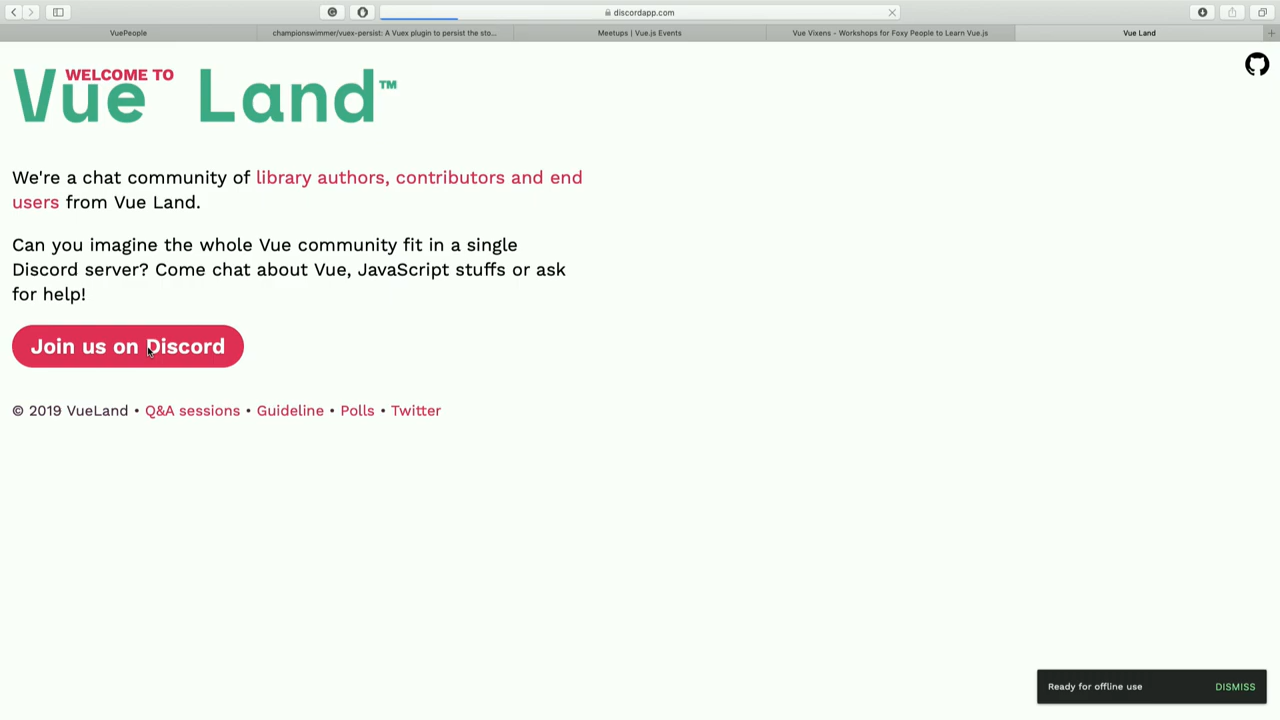 discordapp.com
VuePeople
championswimmer/vuex-persist: A Vuex plugin to persist the sto...
Meetups | Vue.js Events
Vue Vixens - Workshops for Foxy People to Learn Vue.js
Vue Land
WELCOME TO
Vue Land™
We're a chat community of library authors, contributors and end
users from Vue Land.
Can you imagine the whole Vue community fit in a single
Discord server? Come chat about Vue, JavaScript stuffs or ask
for help!
Join us on Discord
© 2019 VueLand • Q&A sessions • Guideline • Polls • Twitter
Ready for offline use DISMISS